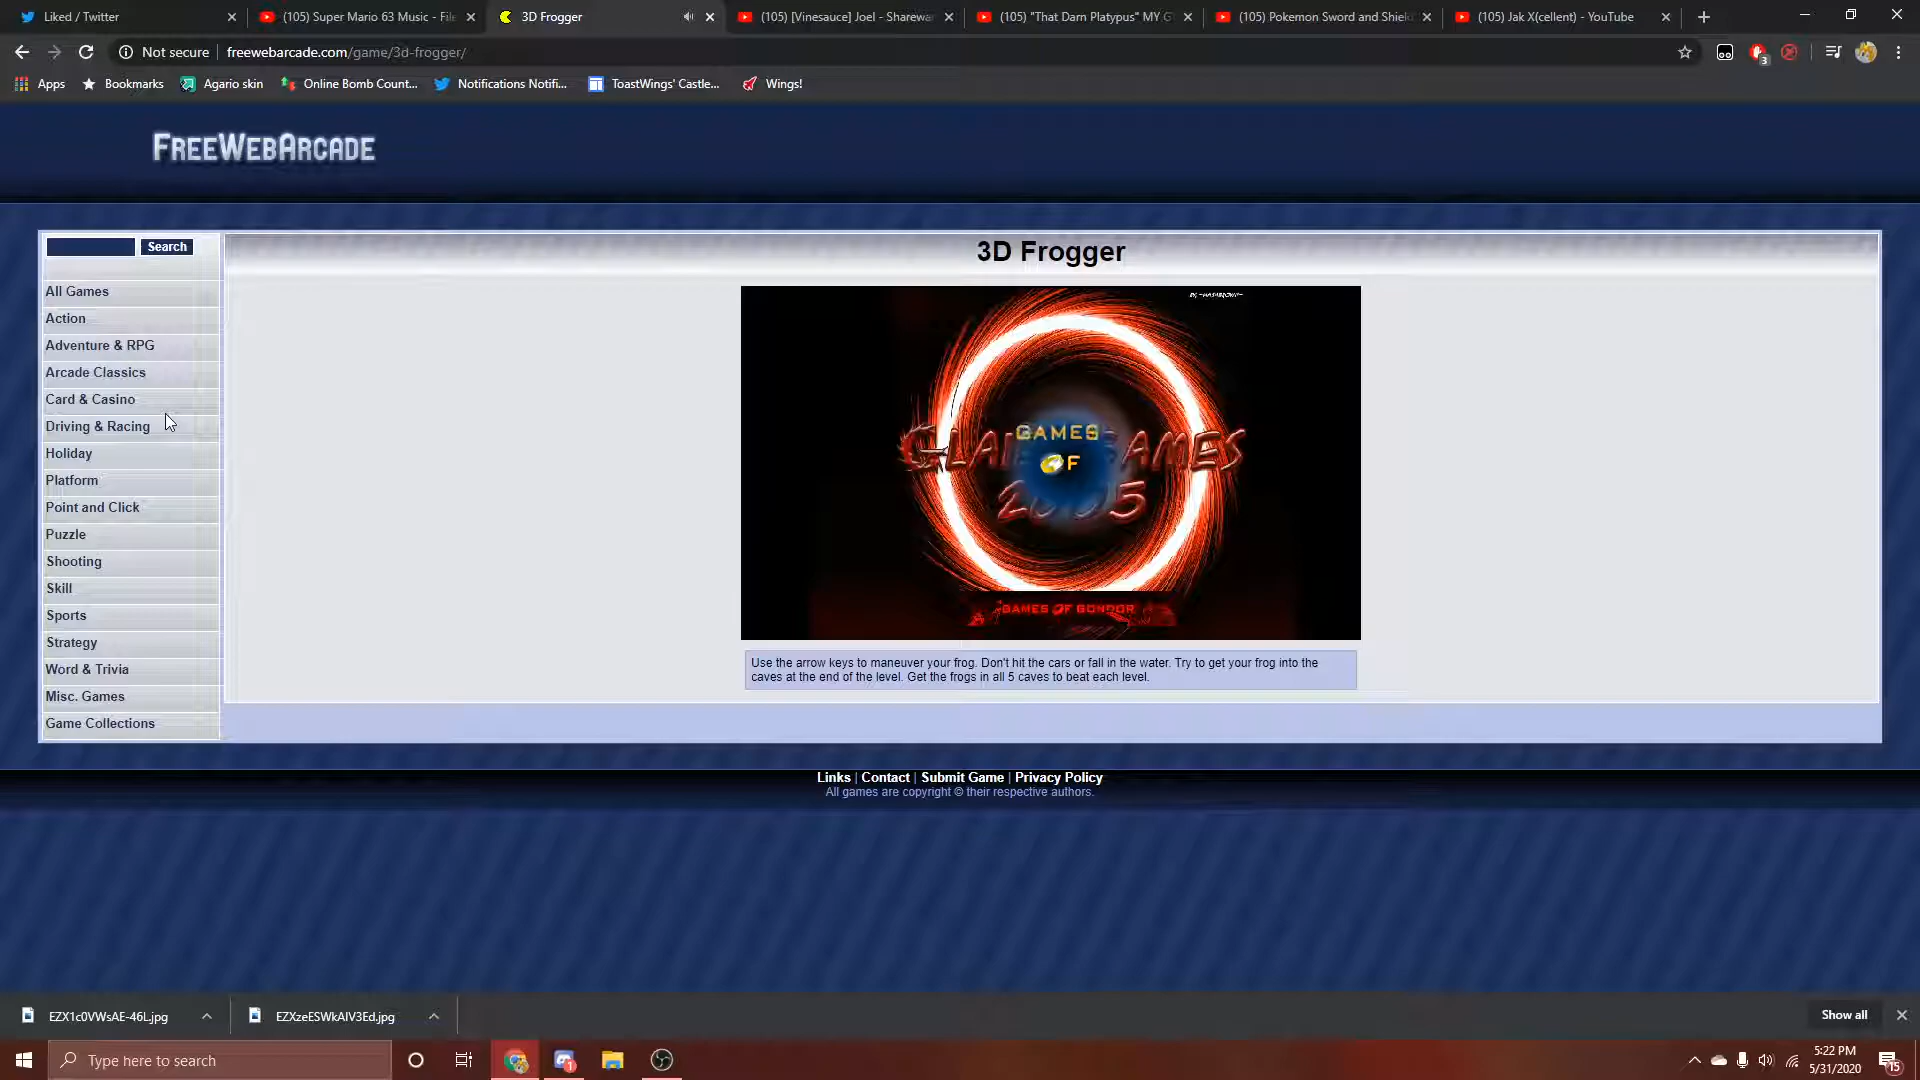 Liked / Twitter
(105) Super Mario 63 Music - File
3D Frogger
(105) [Vinesauce] Joel - Sharewar
(105) "That Darn Platypus" MY G
(105) Pokemon Sword and Shiel
(105) Jak X(cellent) - YouTube
Not secure
freewebarcade.com/game/3d-frogger/
3
Apps
Bookmarks
Agario skin
Online Bomb Count...
Notifications Notifi...
ToastWings' Castle...
Wings!
FREEWEBARCADE
Search
All Games
Action
Adventure & RPG
Arcade Classics
Card & Casino
Driving & Racing
Holiday
Platform
Point and Click
Puzzle
Shooting
Skill
Sports
Strategy
Word & Trivia
Misc. Games
Game Collections
3D Frogger
GAMES
OF
GAMES
2005
GAMES OF GONDOR
Use the arrow keys to maneuver your frog. Don't hit the cars or fall in the water. Try to get your frog into the
caves at the end of the level. Get the frogs in all 5 caves to beat each level.
Links | Contact | Submit Game | Privacy Policy
All games are copyright © their respective authors.
EZX1c0VWsAE-46L.jpg
EZXzeESWkAIV3Ed.jpg
Show all
Type here to search
1
5:22 PM
5/31/2020
15